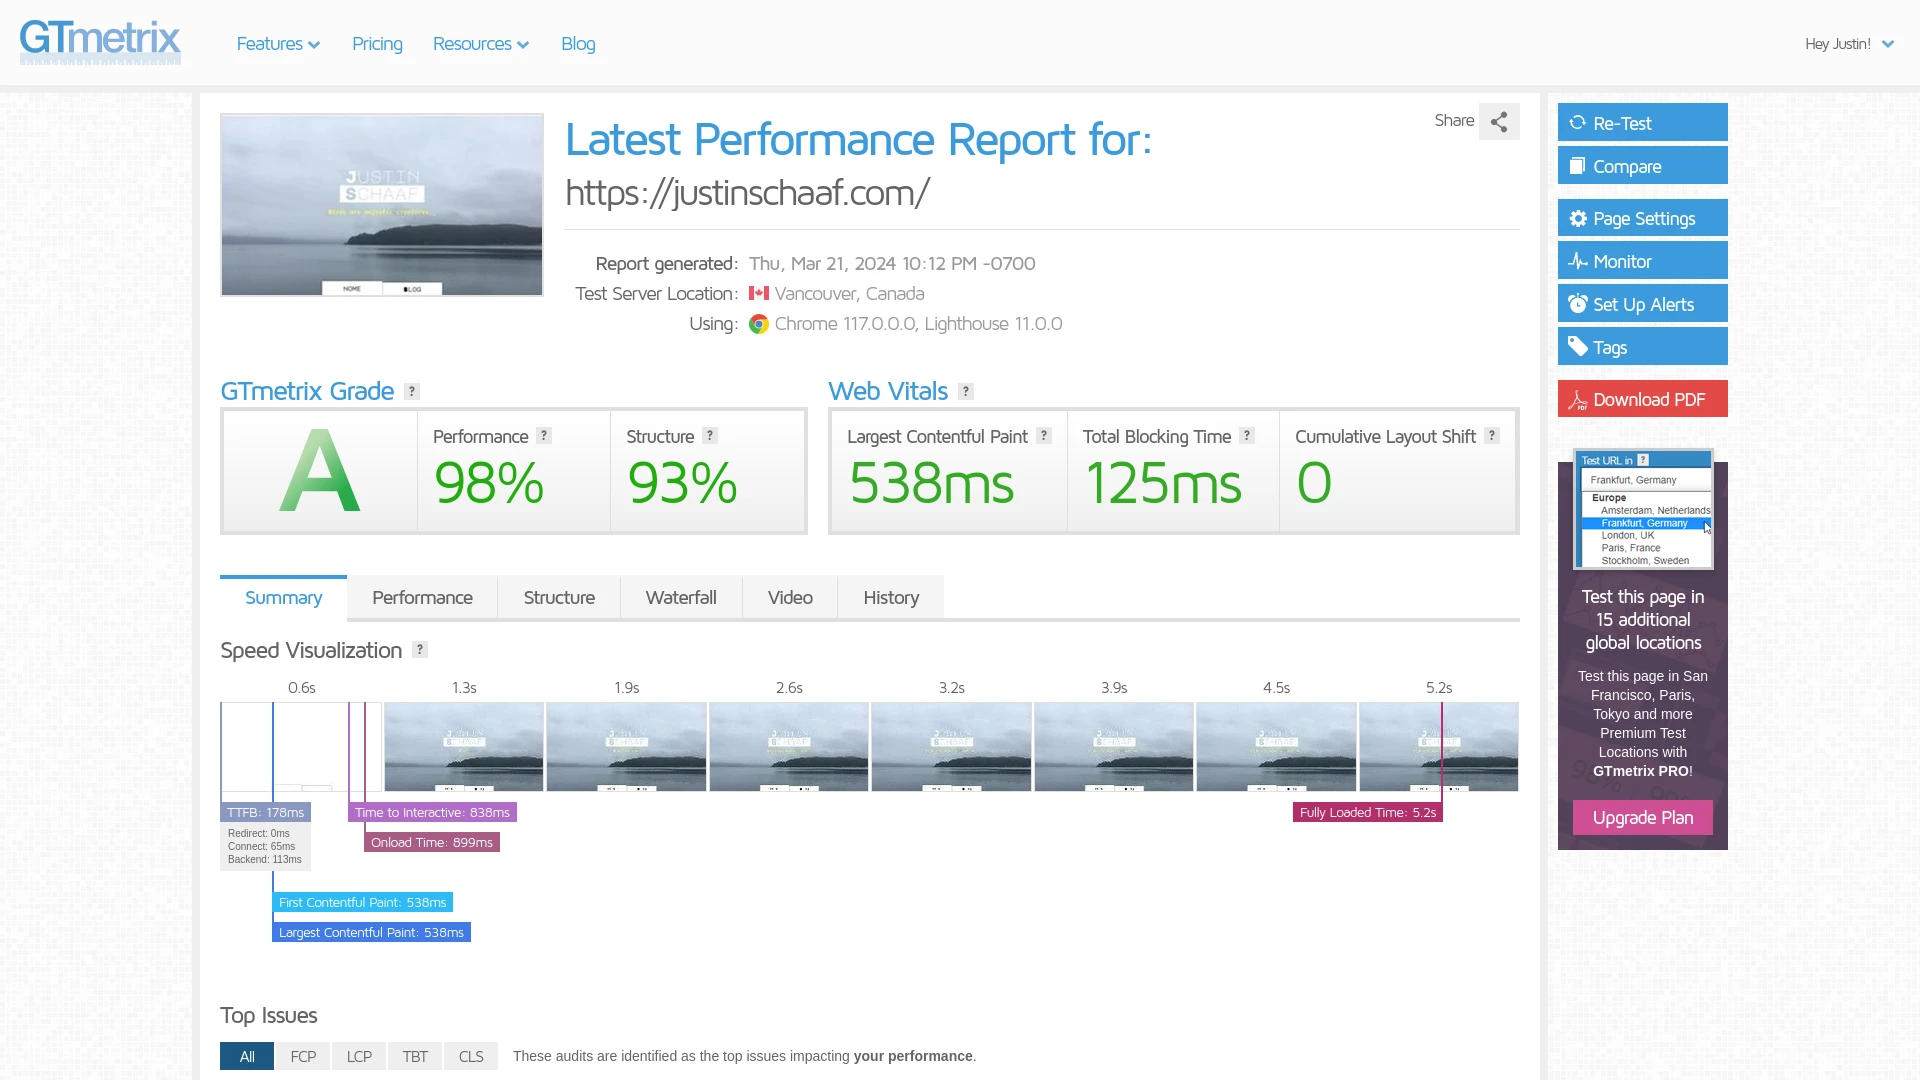 GTmetrix
Features
Pricing
Resources
Blog
Hey Justin!
JUSTIN
SCHAAF
Birds are majestic creatures.
HOME
BLOG
Latest Performance Report for:
https://justinschaaf.com/
Share
Report generated: Thu, Mar 21, 2024 10:12 PM -0700
Test Server Location: Vancouver, Canada
Using: Chrome 117.0.0.0, Lighthouse 11.0.0
Re-Test
Compare
Page Settings
Monitor
Set Up Alerts
Tags
PDF Download PDF
GTmetrix Grade ?
A
Performance ?
98%
Structure ?
93%
Web Vitals ?
Largest Contentful Paint ?
538ms
Total Blocking Time ?
125ms
Cumulative Layout Shift ?
0
Test URL in ?
Frankfurt, Germany
Europe
Amsterdam, Netherlands
Frankfurt, Germany
London, UK
Paris, France
Stockholm, Sweden
Test this page in
15 additional
global locations
Test this page in San
Francisco, Paris,
Tokyo and more
Premium Test
Locations with
GTmetrix PRO!
Upgrade Plan
Summary
Performance
Structure
Waterfall
Video
History
Speed Visualization ?
0.6s
1.3s
1.9s
2.6s
3.2s
3.9s
4.5s
5.2s
TTFB: 178ms
Redirect: 0ms
Connect: 65ms
Backend: 113ms
Time to Interactive: 838ms
Onload Time: 899ms
Fully Loaded Time: 5.2s
First Contentful Paint: 538ms
Largest Contentful Paint: 538ms
Top Issues
All
FCP
LCP
TBT
CLS
These audits are identified as the top issues impacting your performance.